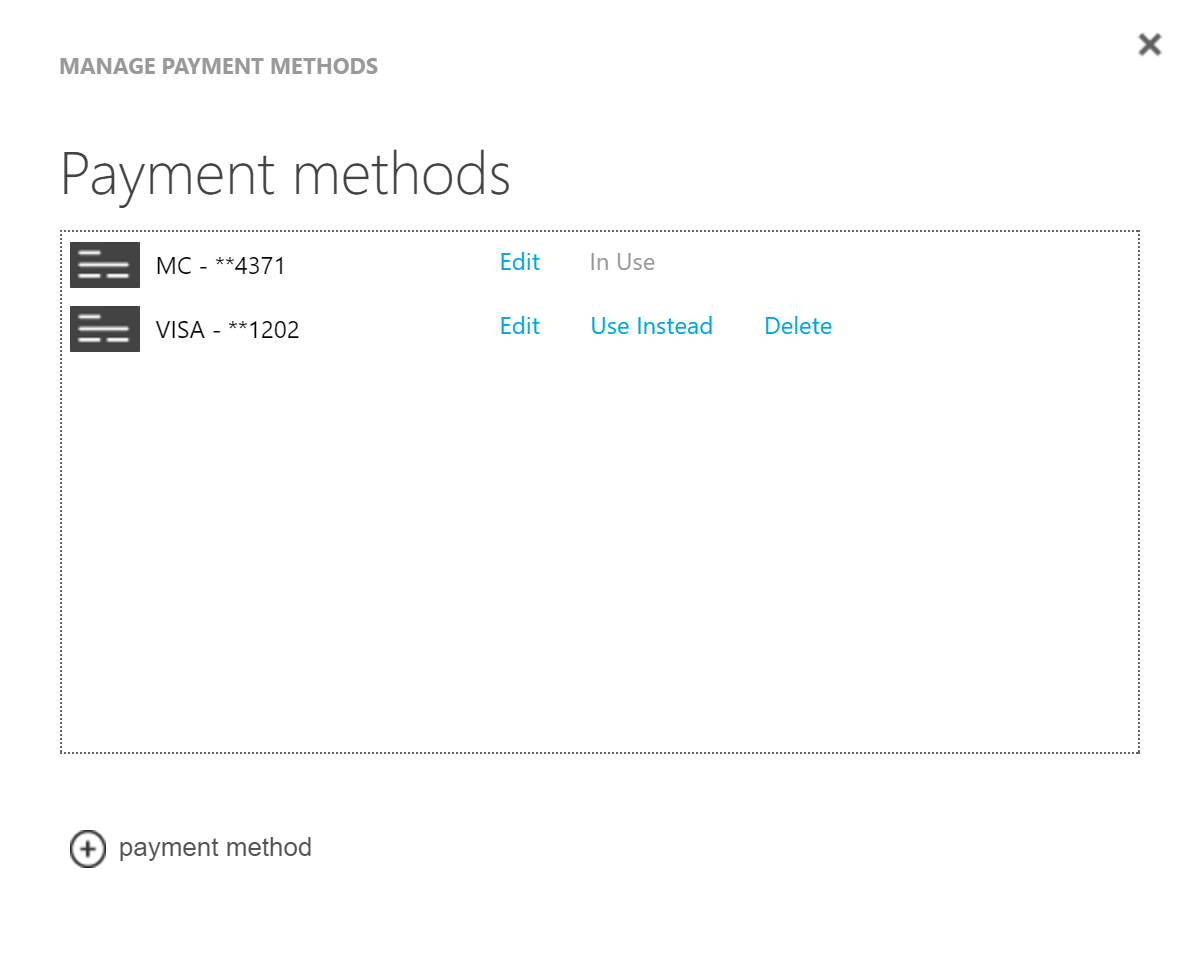 MANAGE PAYMENT METHODS
Payment methods
MC - **4371 Edit In Use
VISA - **1202 Edit Use Instead Delete
payment method